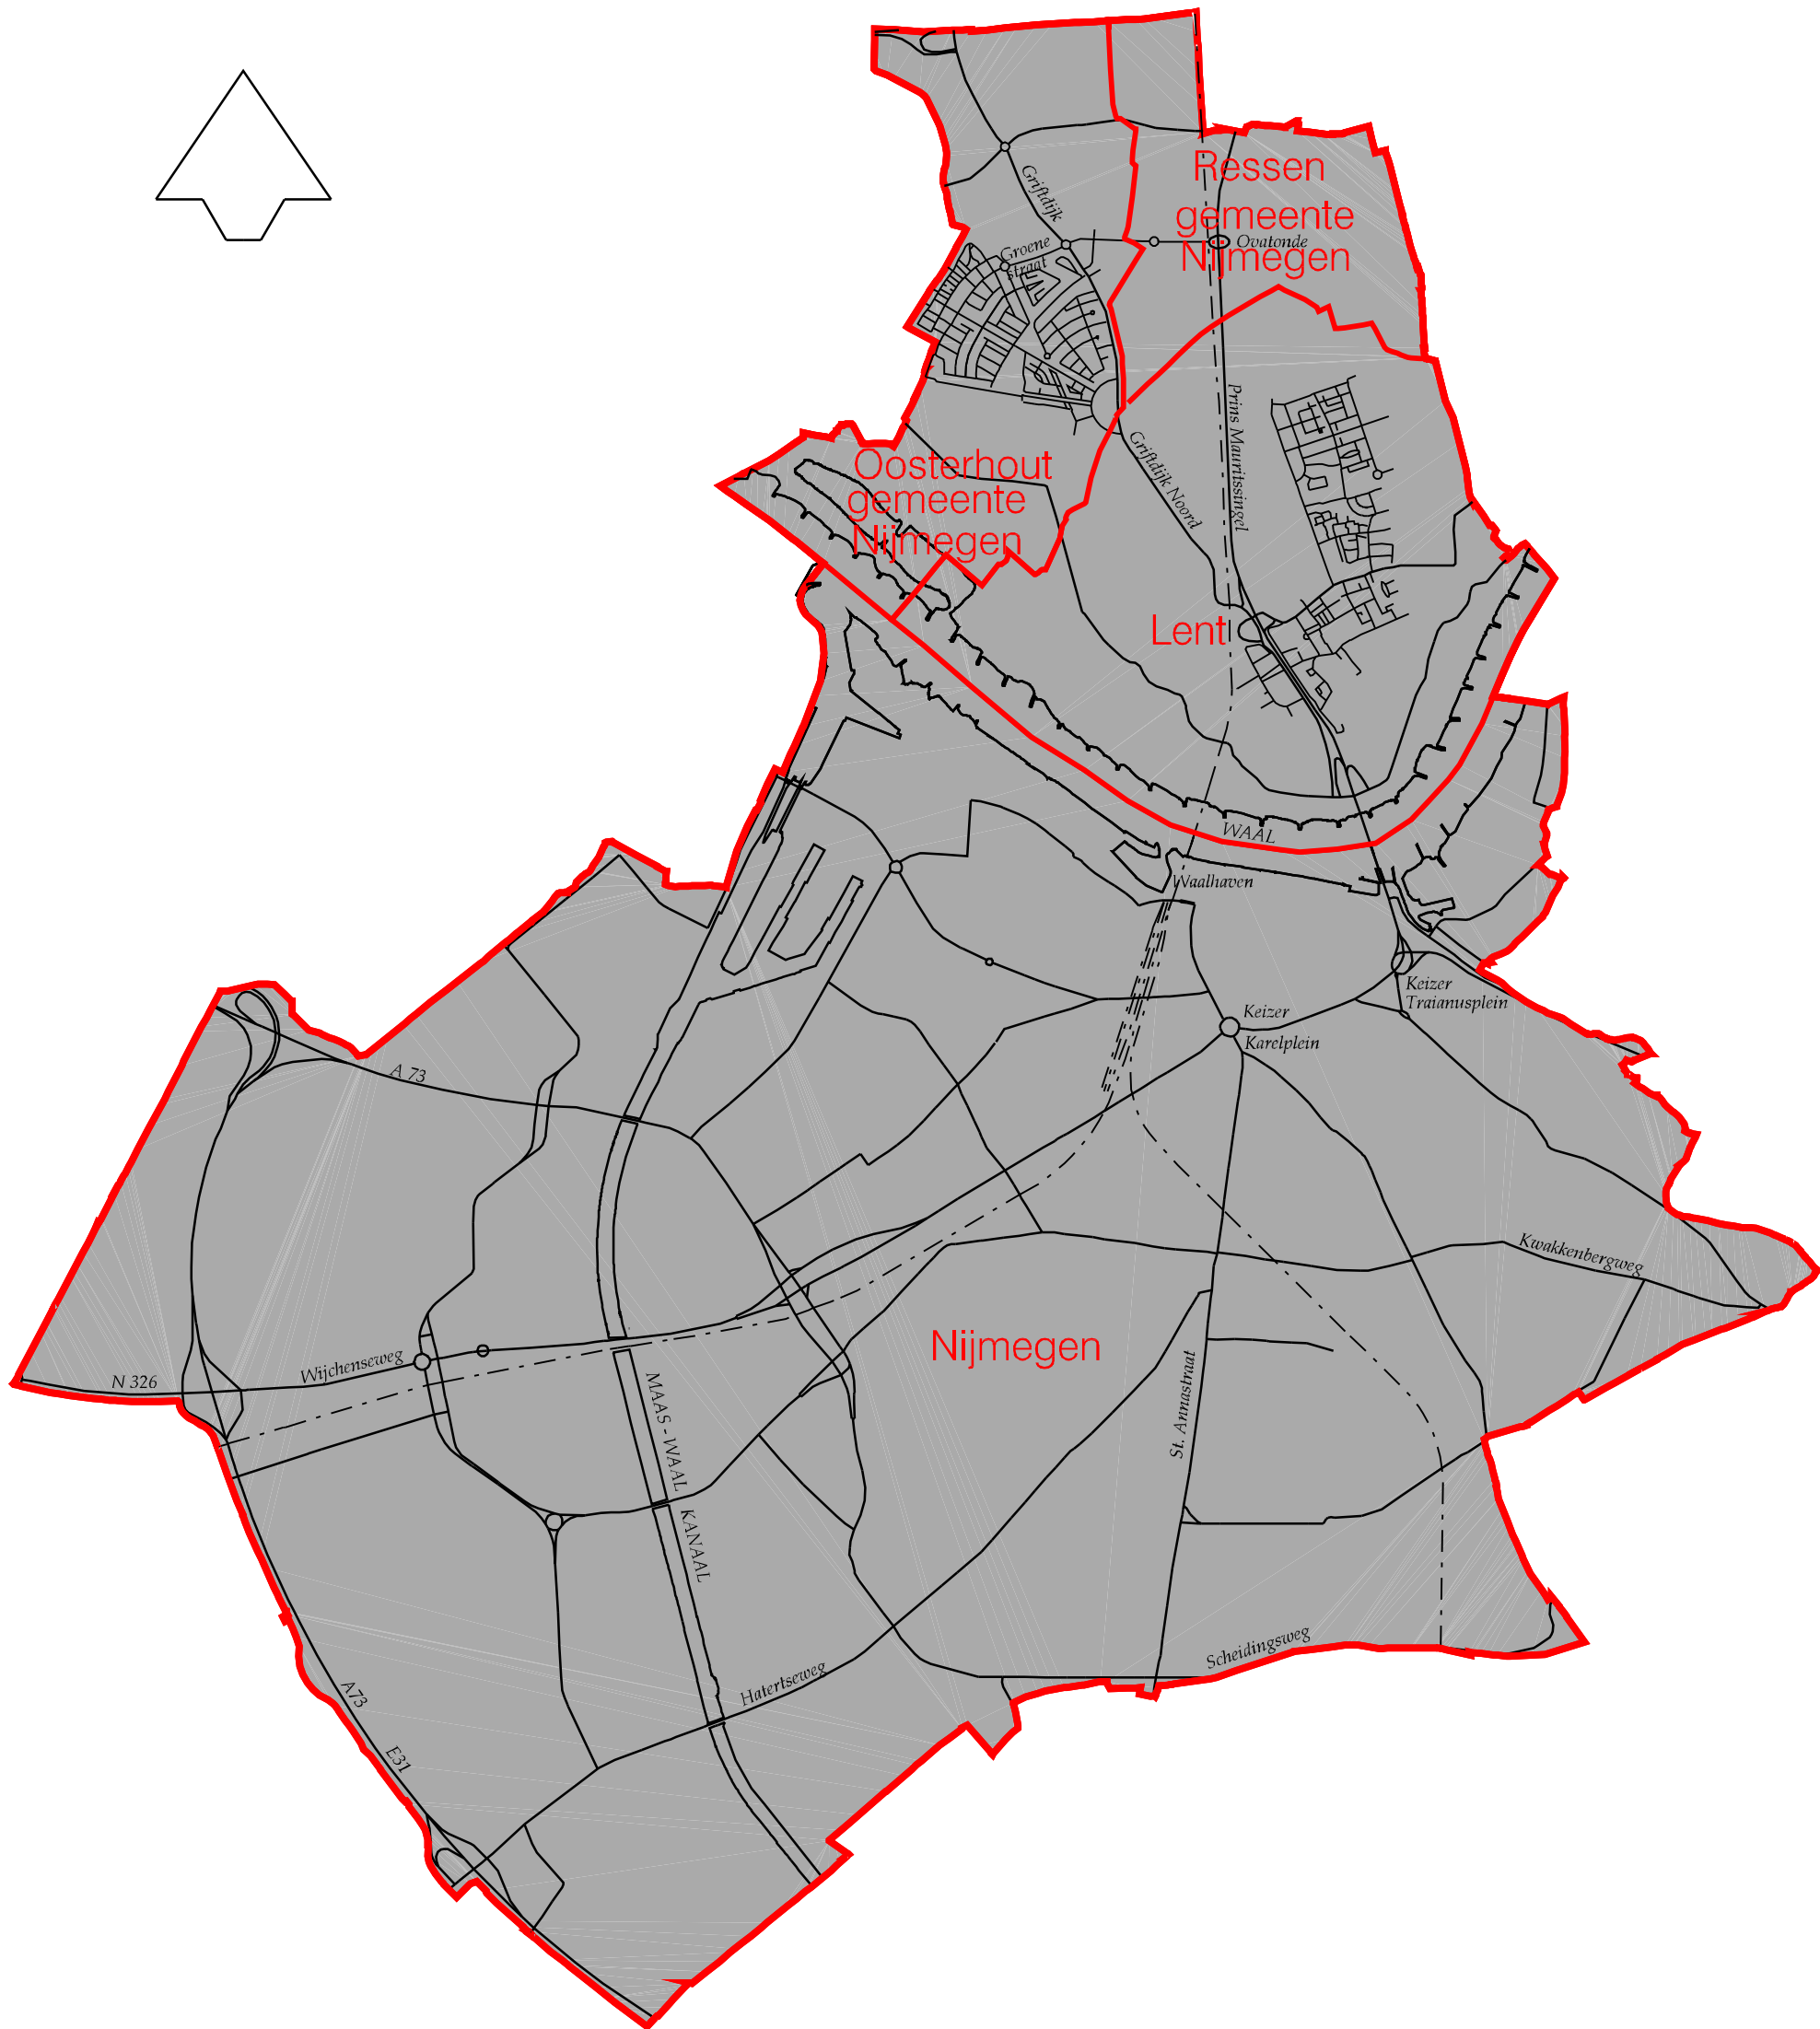 Ressen
gemeente
Nijmegen
Griftdijk
Groene
straat
Ovatonde
Prins Mauritssingel
Griftdijk Noord
Oosterhout
gemeente
Nijmegen
Lent
WAAL
Waalhaven
Keizer
Traianusplein
Keizer
Karelplein
A 73
Kwakkenbergweg
Nijmegen
Wijchenseweg
N 326
MAAS - WAAL
KANAAL
St. Annastraat
Scheidingsweg
Hatertseweg
A73
E31